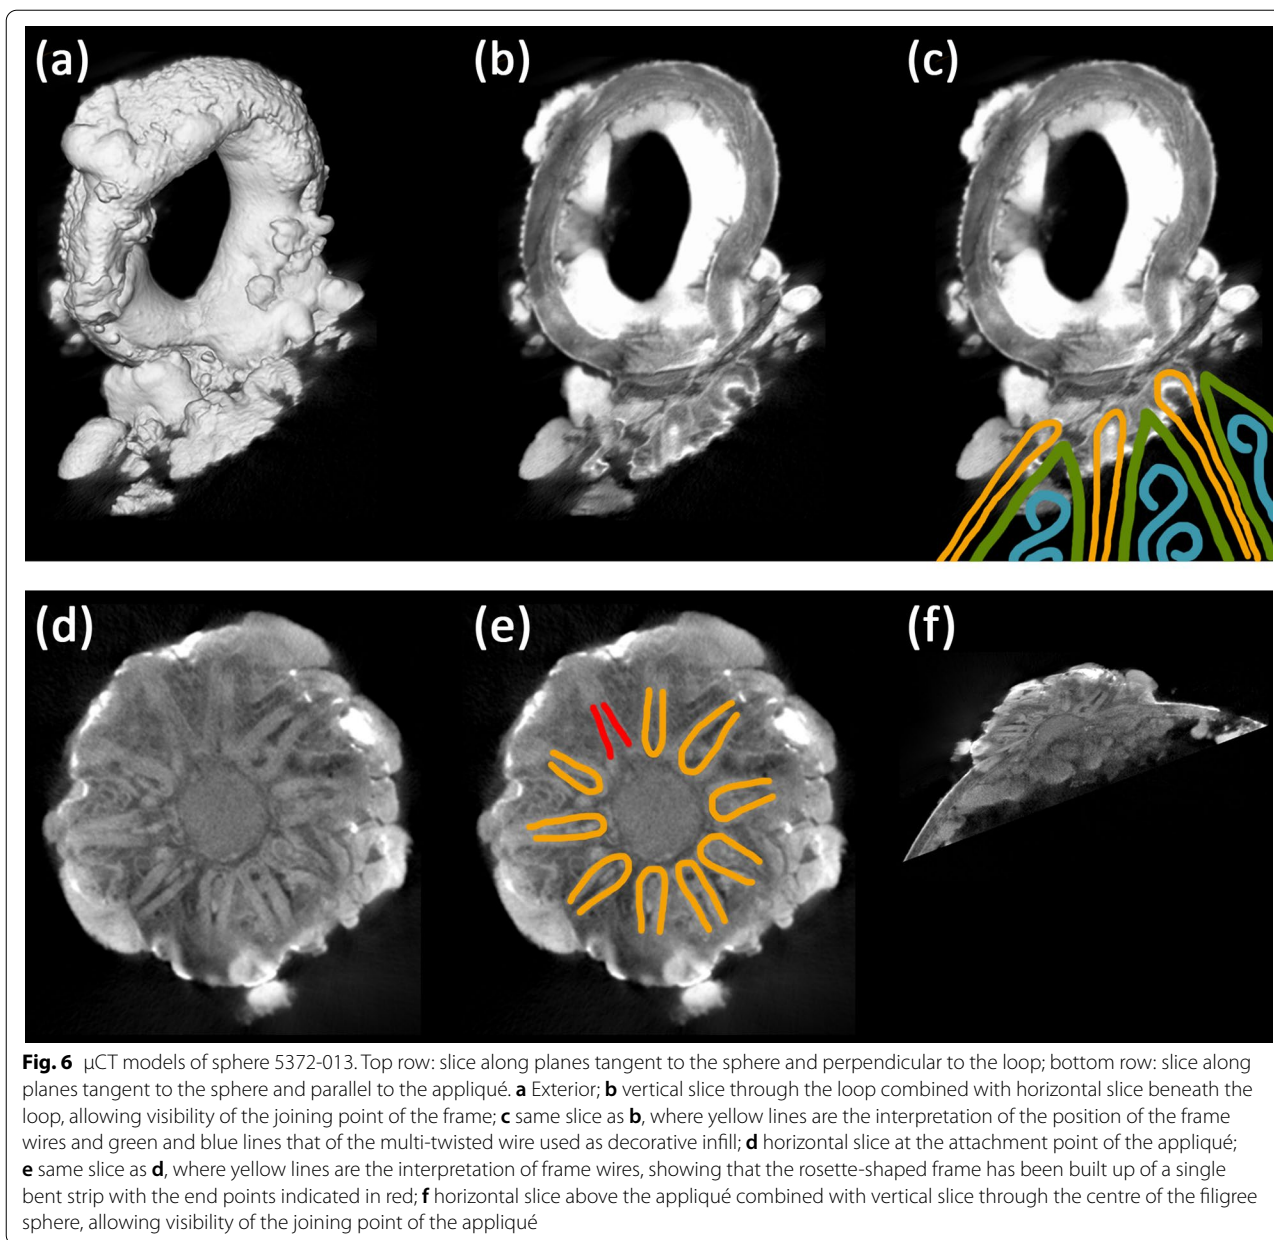 (a)
(b)
(c)
(d)
(e)
(f)
Fig. 6 µCT models of sphere 5372-013. Top row: slice along planes tangent to the sphere and perpendicular to the loop; bottom row: slice along
planes tangent to the sphere and parallel to the appliqué. a Exterior; b vertical slice through the loop combined with horizontal slice beneath the
loop, allowing visibility of the joining point of the frame; c same slice as b, where yellow lines are the interpretation of the position of the frame
wires and green and blue lines that of the multi-twisted wire used as decorative infill; d horizontal slice at the attachment point of the appliqué;
e same slice as d, where yellow lines are the interpretation of frame wires, showing that the rosette-shaped frame has been built up of a single
bent strip with the end points indicated in red; f horizontal slice above the appliqué combined with vertical slice through the centre of the filigree
sphere, allowing visibility of the joining point of the appliqué